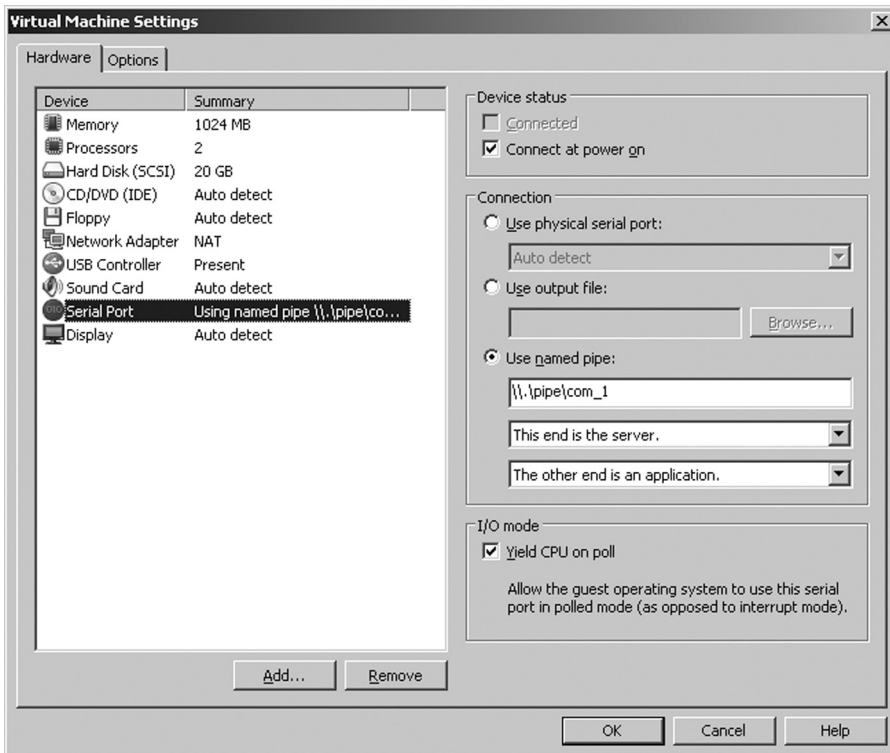 Virtual Machine Settings
Hardware Options
Device Summary
Memory 1024 MB
Processors 2
Hard Disk (SCSI) 20 GB
CD/DVD (IDE) Auto detect
Floppy Auto detect
Network Adapter NAT
USB Controller Present
Sound Card Auto detect
Serial Port Using named pipe \\.\pipe\co...
Display Auto detect
Add... Remove
Device status
Connected
Connect at power on
Connection
Use physical serial port:
Auto detect
Use output file:
Browse...
Use named pipe:
\\.\pipe\com_1
This end is the server.
The other end is an application.
I/O mode
Yield CPU on poll
Allow the guest operating system to use this serial
port in polled mode (as opposed to interrupt mode).
OK Cancel Help